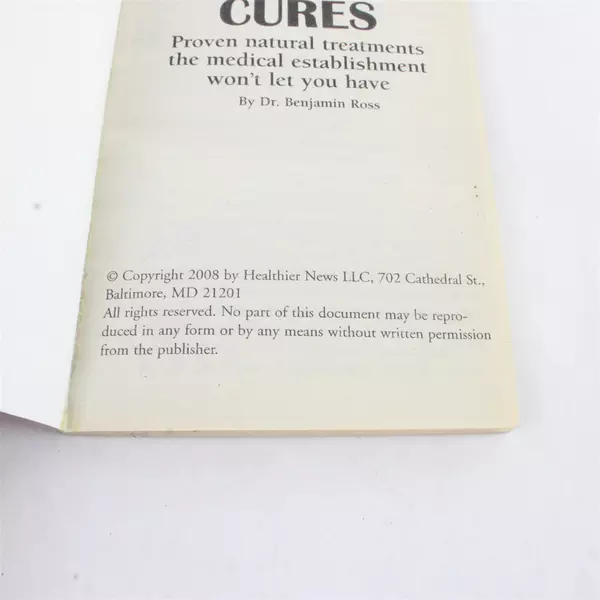 CURES
Proven natural treatments
the medical establishment
won't let you have
By Dr. Benjamin Ross
© Copyright 2008 by Healthier News LLC, 702 Cathedral St.,
Baltimore, MD 21201
All rights reserved. No part of this document may be repro-
duced in any form or by any means without written permission
from the publisher.